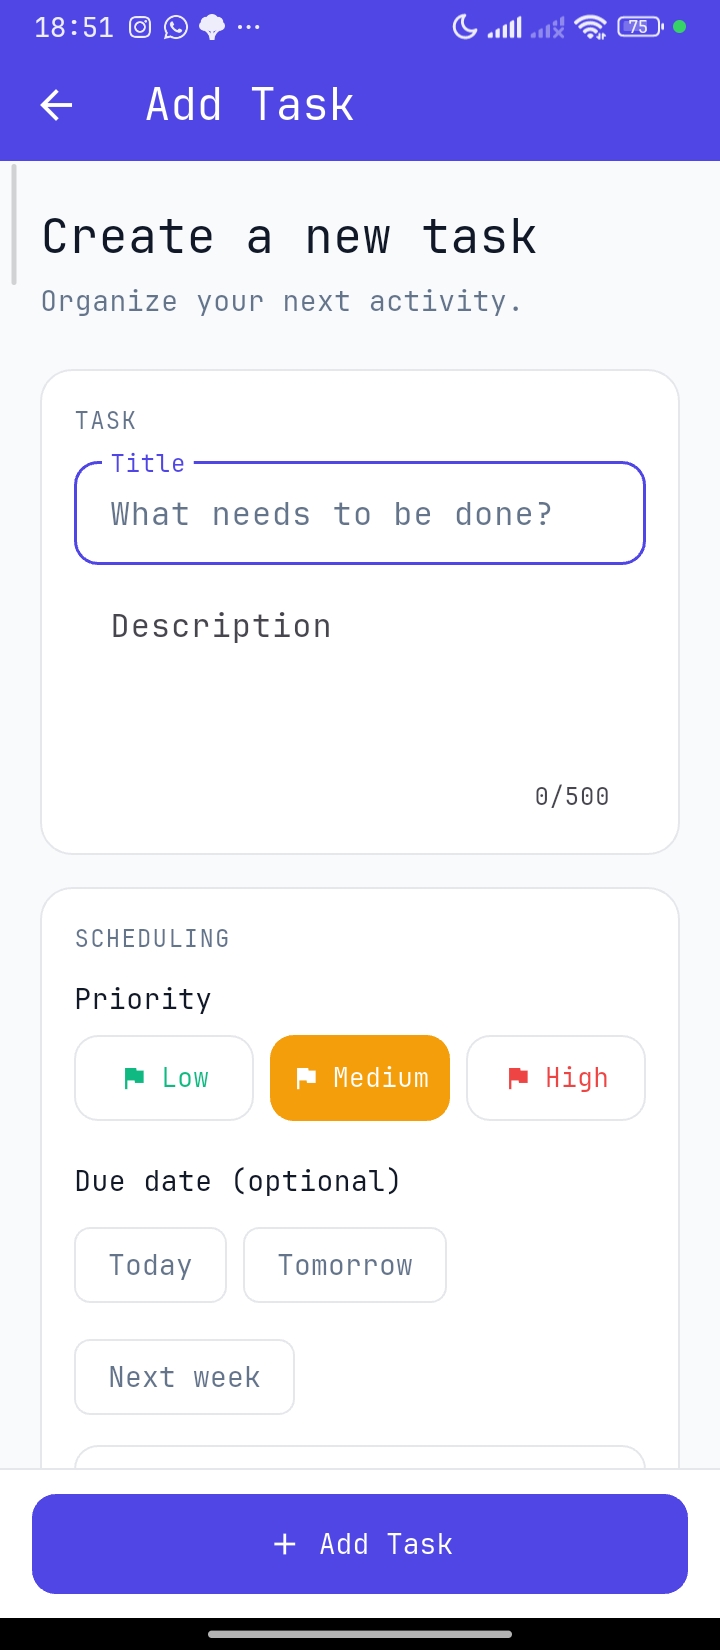 18:51
75
Add Task
Create a new task
Organize your next activity.
TASK
Title
What needs to be done?
Description
0/500
SCHEDULING
Priority
Low Medium High
Due date (optional)
Today Tomorrow
Next week
+ Add Task